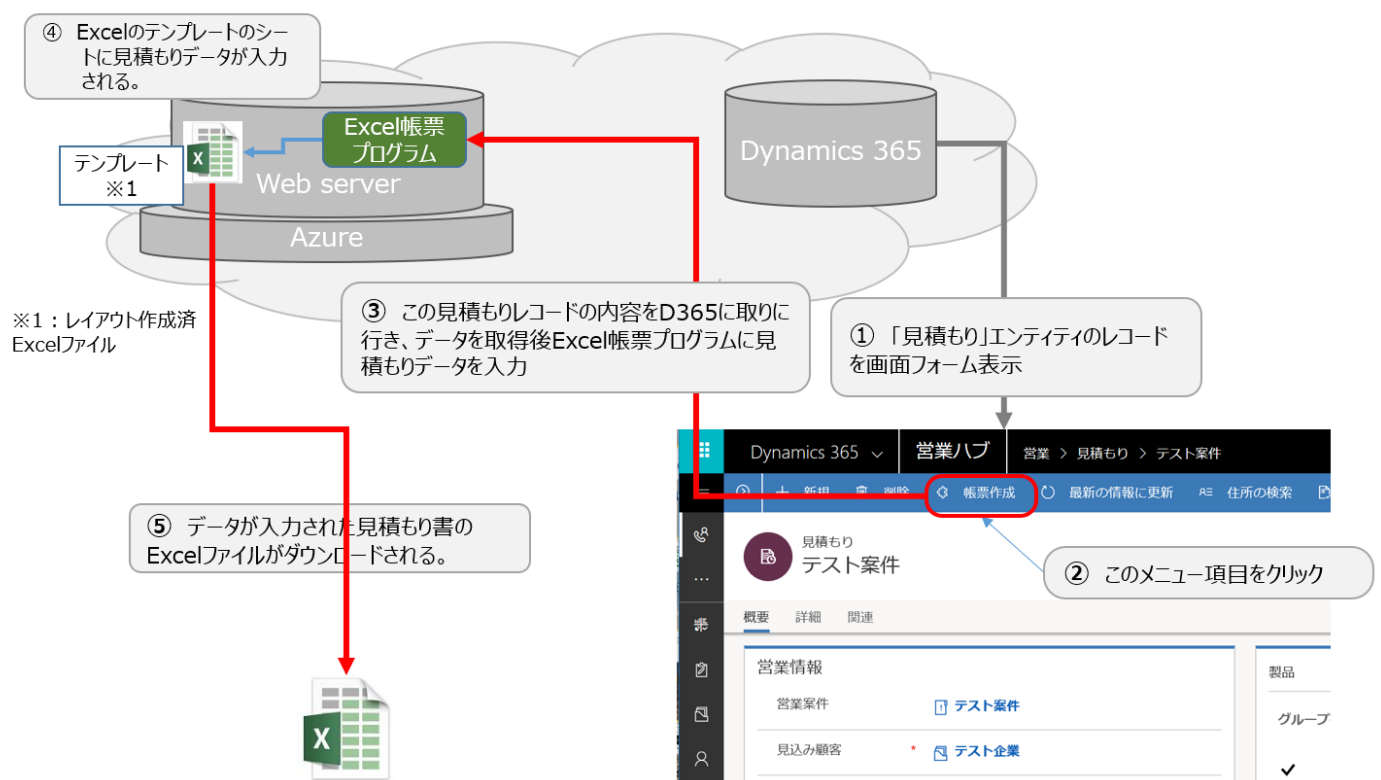 ④ Excelのテンプレートのシー
トに見積もりデータが入力
される。
Excel帳票
プログラム
テンプレート
※1
Web server
Azure
Dynamics 365
※1：レイアウト作成済
Excelファイル
③ この見積もりレコードの内容をD365に取りに
行き、データを取得後Excel帳票プログラムに見
積もりデータを入力
① 「見積もり」エンティティのレコード
を画面フォーム表示
Dynamics 365 営業ハブ 営業 > 見積もり > テスト案件
新規 削除 帳票作成 最新の情報に更新 住所の検索
⑤ データが入力された見積もり書の
Excelファイルがダウンロードされる。
見積もり
テスト案件
② このメニュー項目をクリック
概要 詳細 関連
営業情報
営業案件 テスト案件
見込み顧客 * テスト企業
製品
グループ
X
X